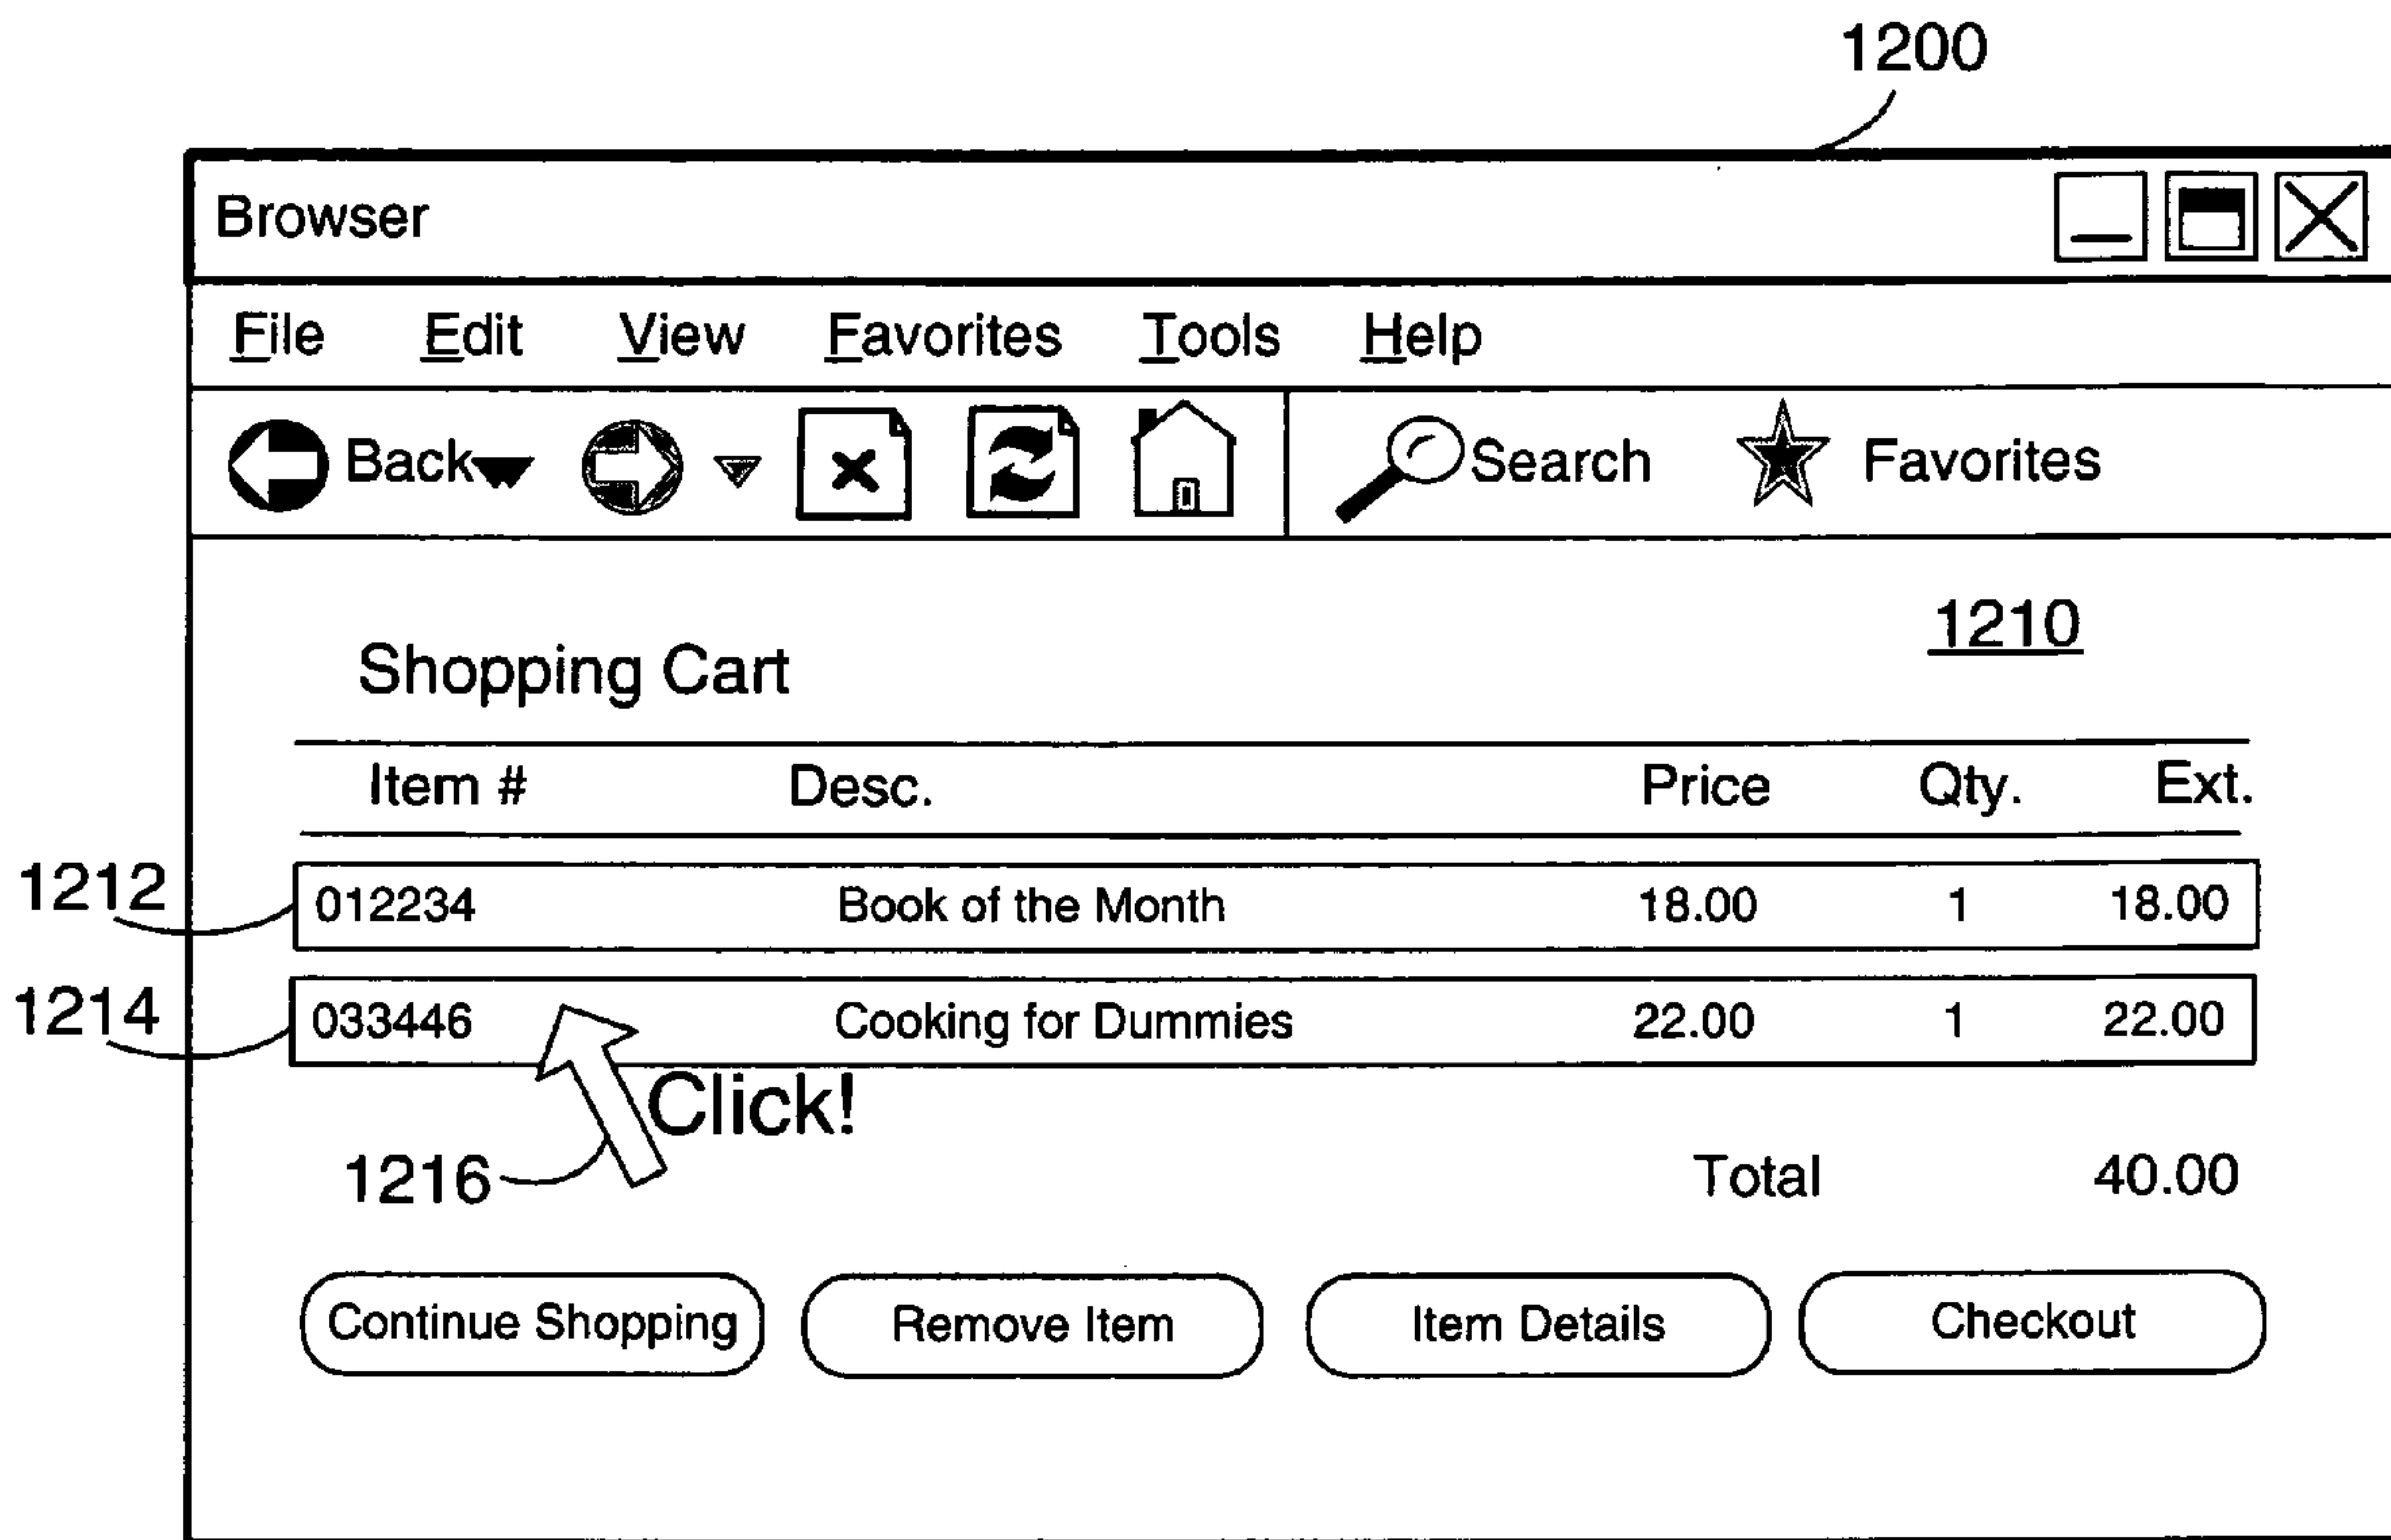 1200
Browser
File Edit View Favorites Tools Help
Back Search Favorites
1210
Shopping Cart
Item # Desc. Price Qty. Ext.
1212
012234 Book of the Month 18.00 1 18.00
1214
033446 Cooking for Dummies 22.00 1 22.00
Click!
1216
Total 40.00
Continue Shopping Remove Item Item Details Checkout